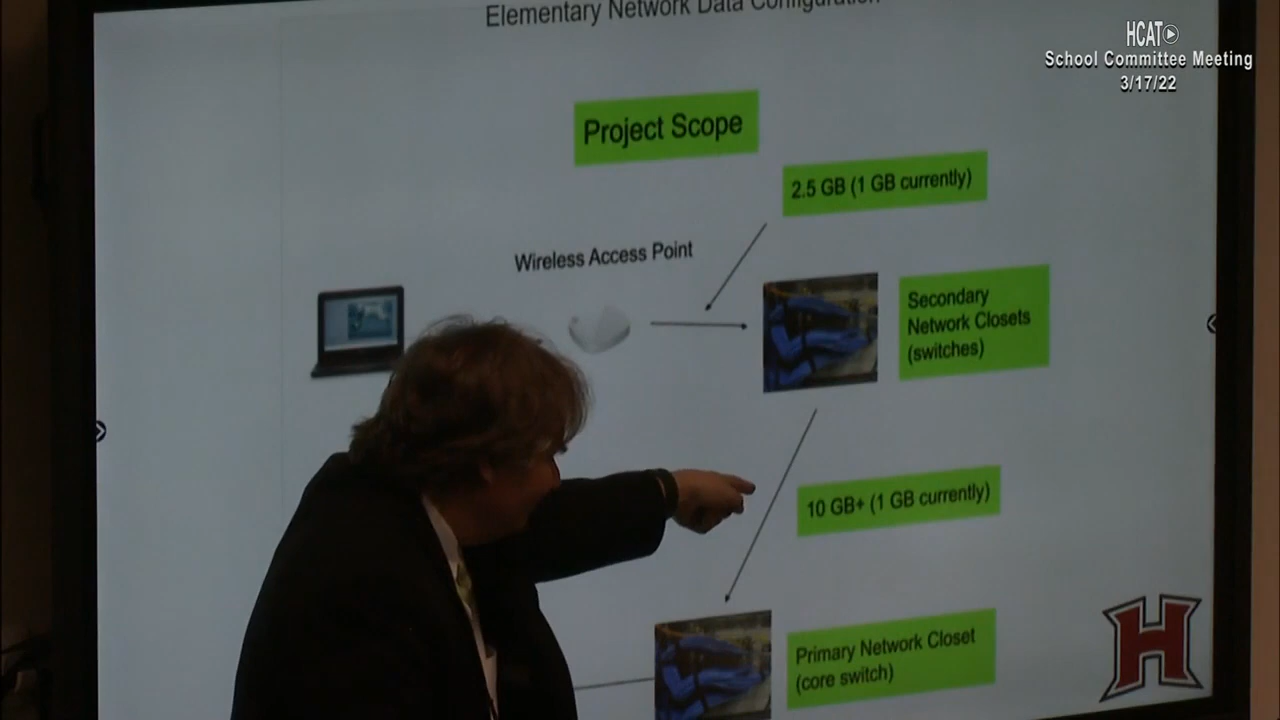 Elementary Network Data Configuration
HCAT
School Committee Meeting
3/17/22
Project Scope
2.5 GB (1 GB currently)
Wireless Access Point
Secondary
Network Closets
(switches)
10 GB+ (1 GB currently)
Primary Network Closet
(core switch)
H